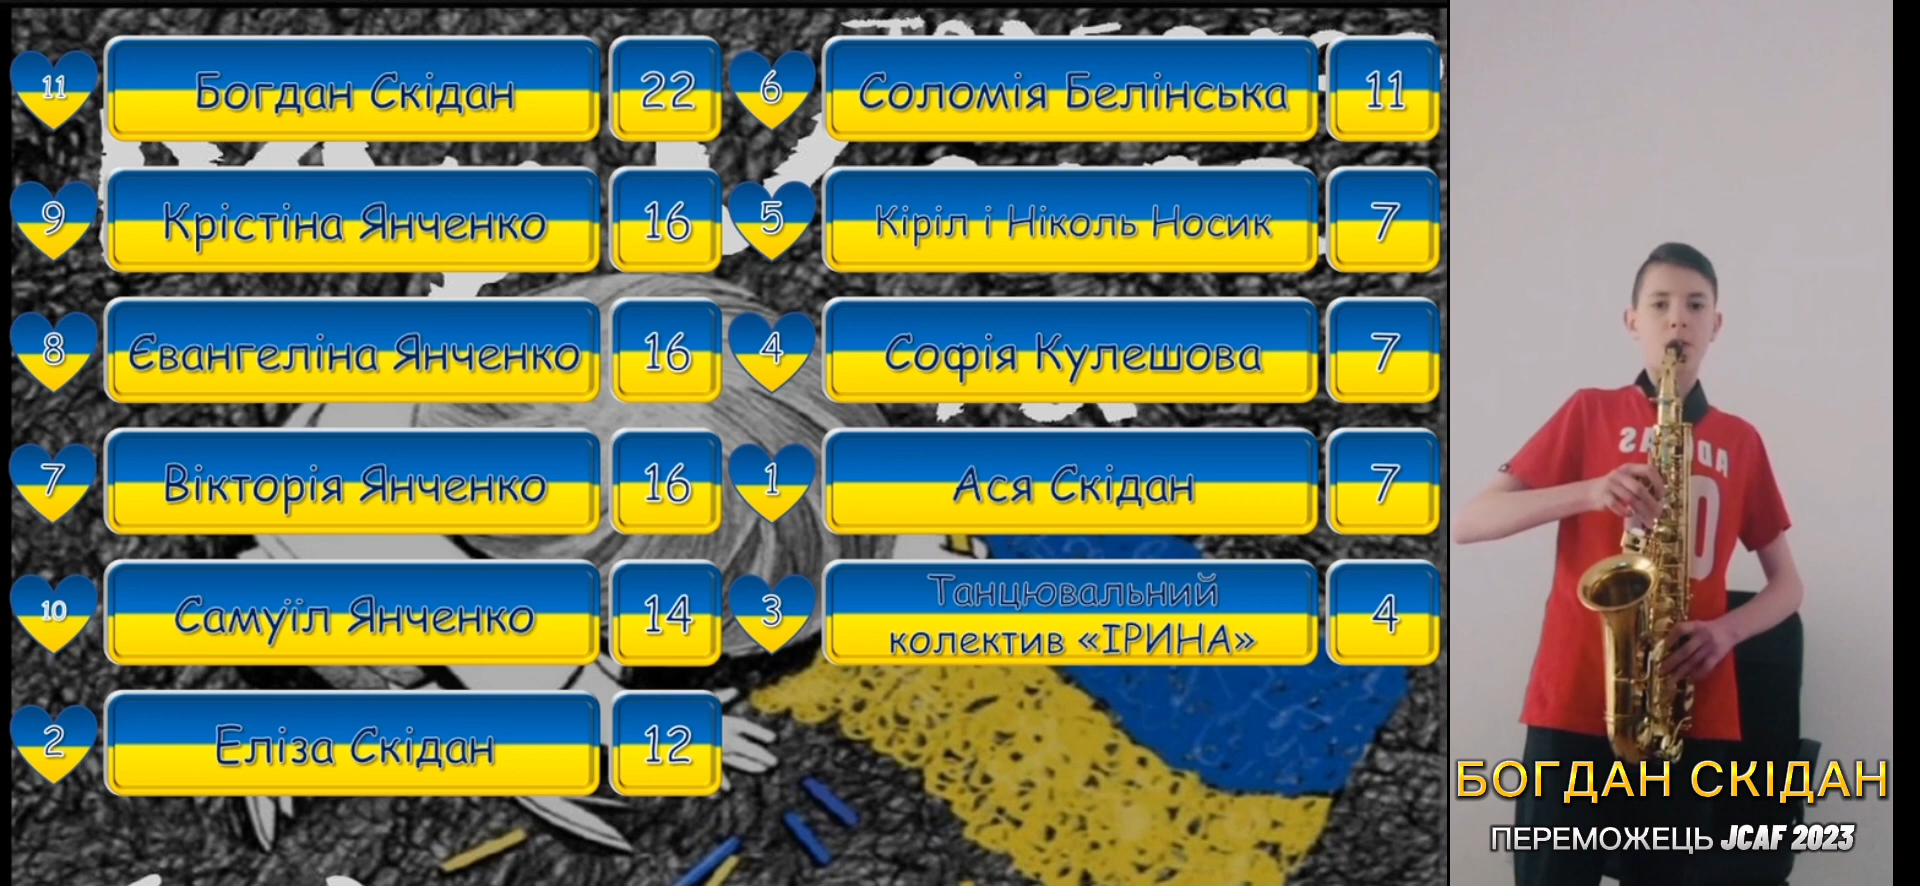 11 Богдан Скідан 22
9 Крістіна Янченко 16
8 Євангеліна Янченко 16
7 Вікторія Янченко 16
10 Самуїл Янченко 14
2 Еліза Скідан 12
6 Соломія Белінська 11
5 Кіріл і Ніколь Носик 7
4 Софія Кулешова 7
1 Ася Скідан 7
3 Танцювальний
колектив «ІРИНА» 4
БОГДАН СКІДАН
ПЕРЕМОЖЕЦЬ JCAF 2023